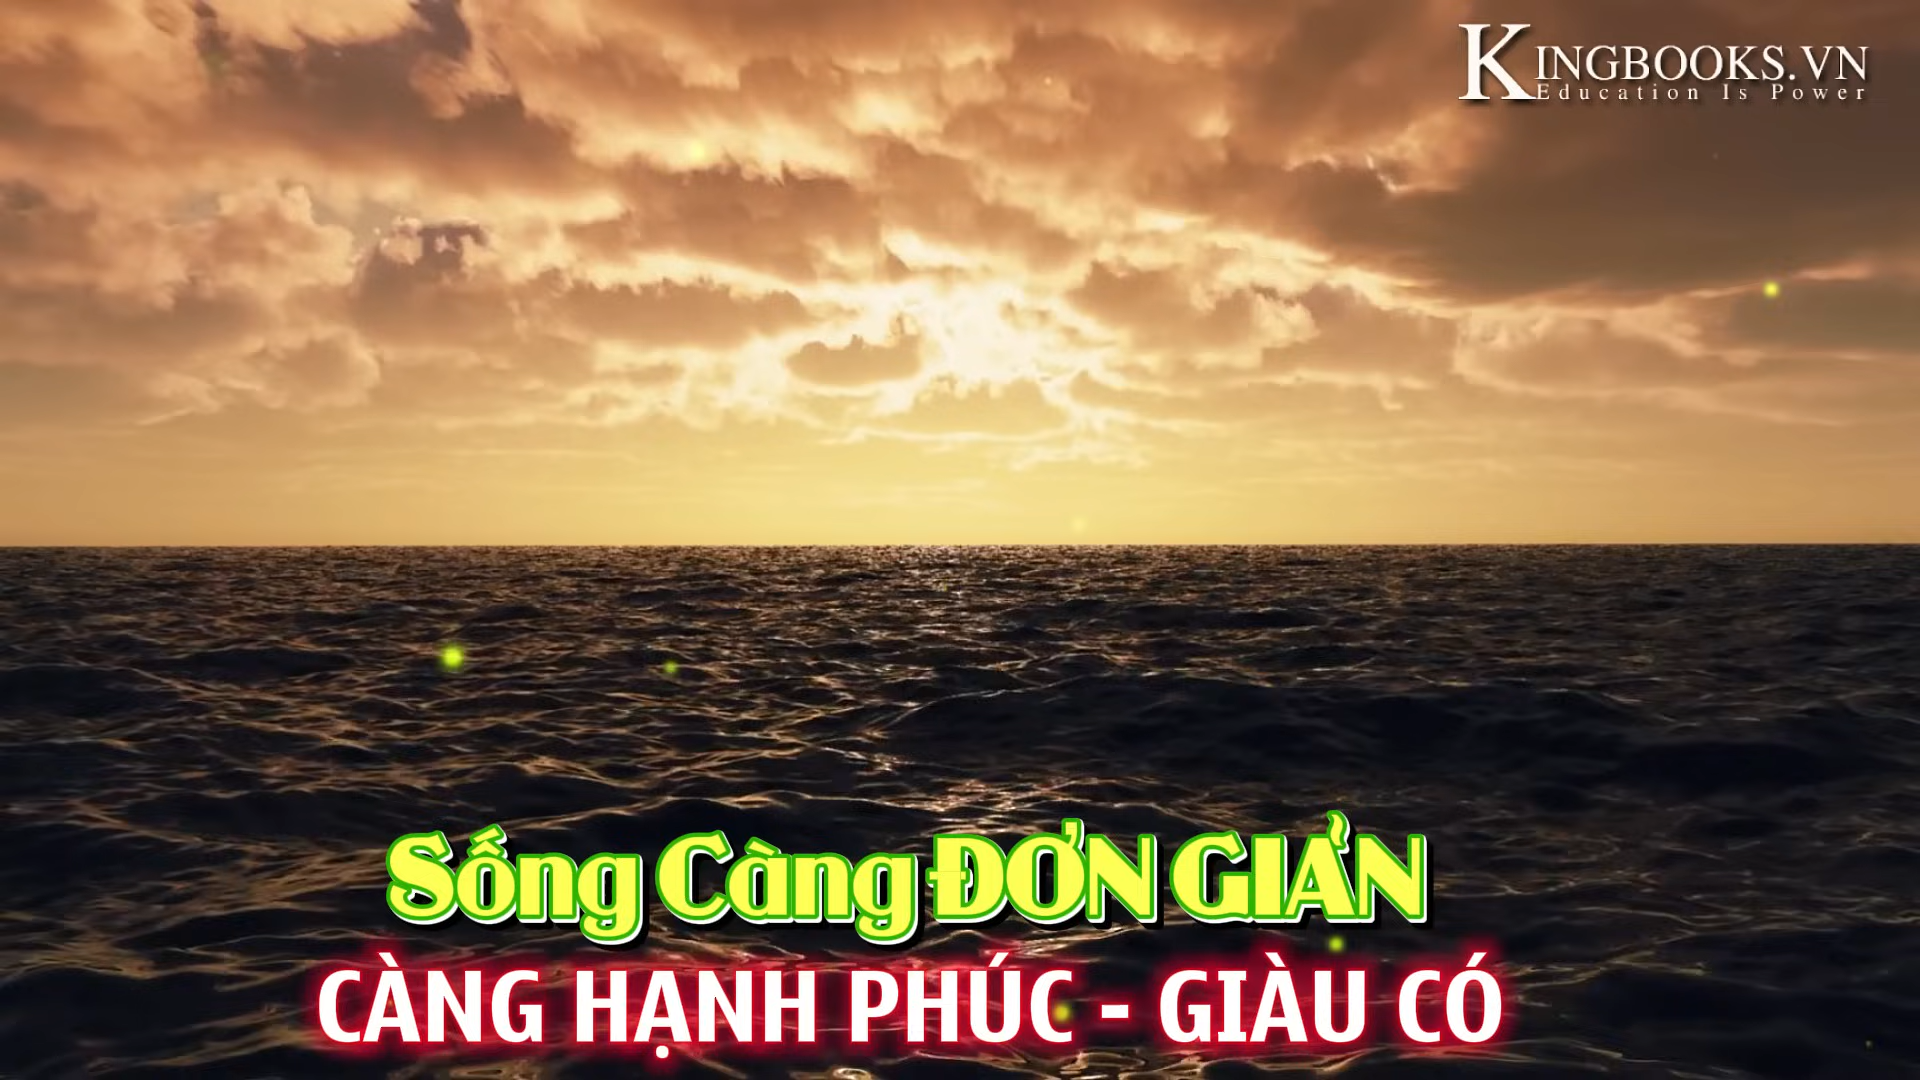 KINGBOOKS.VN
Education Is Power
Sống Càng ĐƠN GIẢN
CÀNG HẠNH PHÚC - GIÀU CÓ